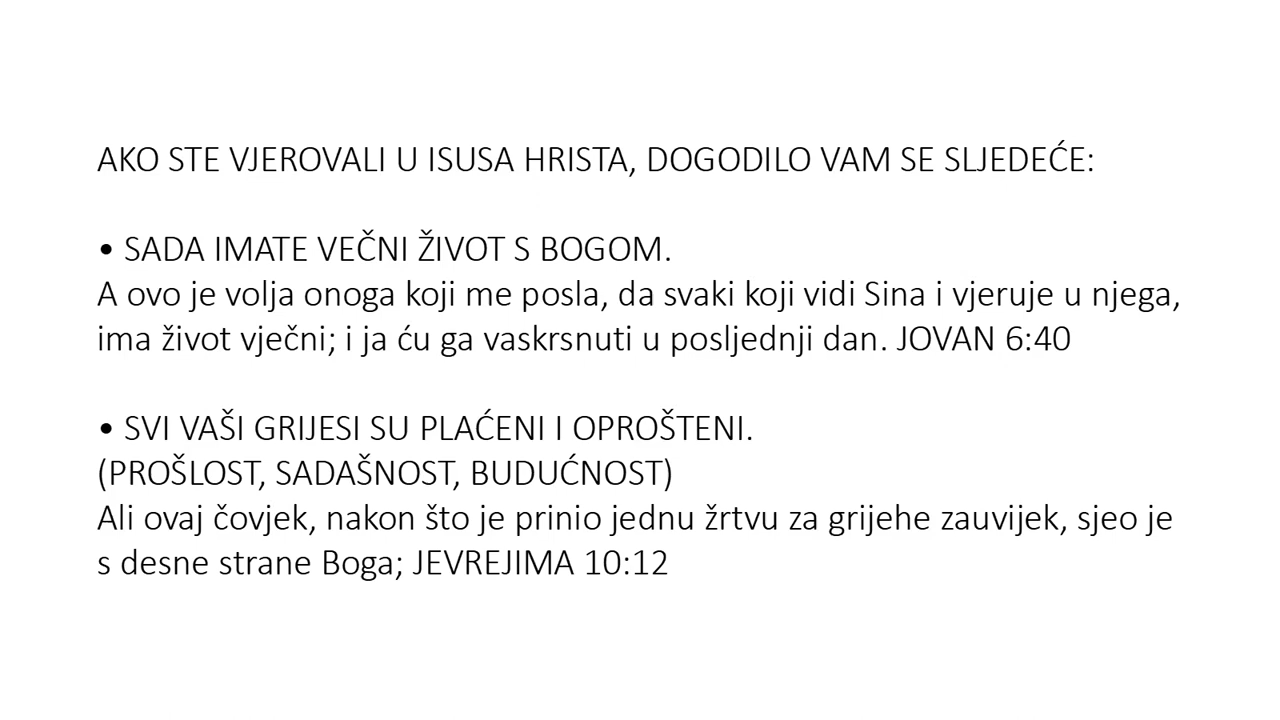 AKO STE VJEROVALI U ISUSA HRISTA, DOGODILO VAM SE SLJEDEĆE:
• SADA IMATE VEČNI ŽIVOT S BOGOM.
A ovo je volja onoga koji me posla, da svaki koji vidi Sina i vjeruje u njega,
ima život vječni; i ja ću ga vaskrsnuti u posljednji dan. JOVAN 6:40
• SVI VAŠI GRIJESI SU PLAĆENI I OPROŠTENI.
(PROŠLOST, SADAŠNOST, BUDUĆNOST)
Ali ovaj čovjek, nakon što je prinio jednu žrtvu za grijehe zauvijek, sjeo je
s desne strane Boga; JEVREJIMA 10:12